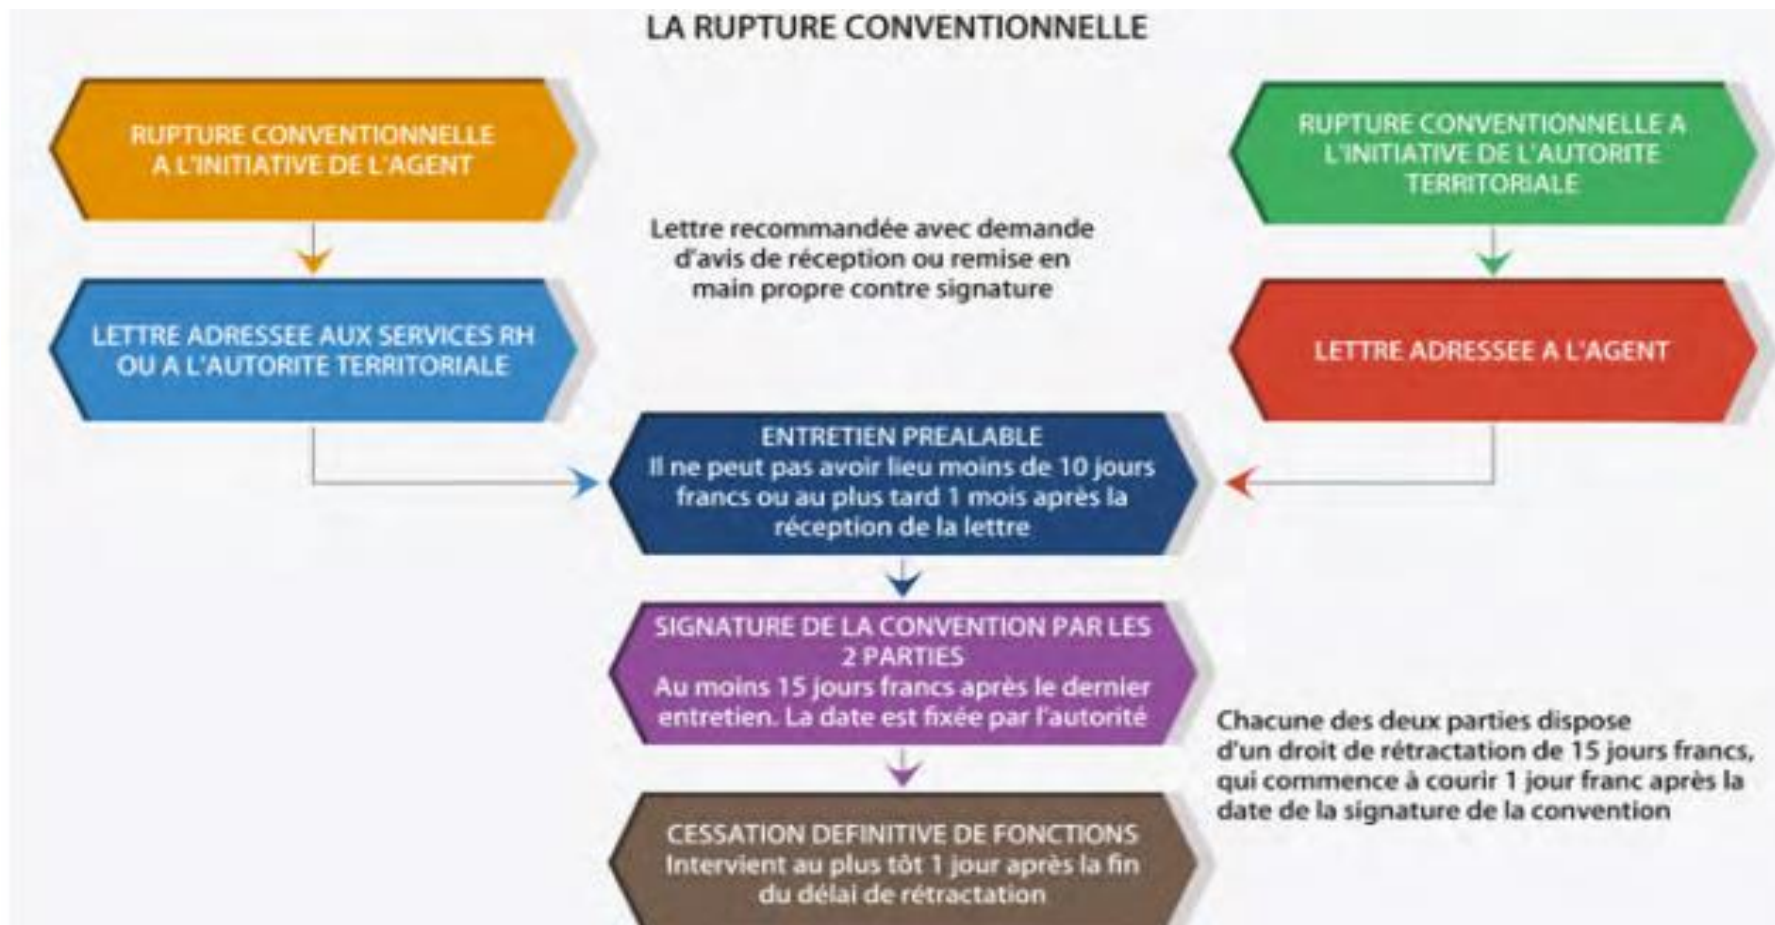 LA RUPTURE CONVENTIONNELLE
RUPTURE CONVENTIONNELLE
A L'INITIATIVE DE L'AGENT
RUPTURE CONVENTIONNELLE A
L'INITIATIVE DE L'AUTORITE
TERRITORIALE
Lettre recommandée avec demande
d'avis de réception ou remise en
main propre contre signature
LETTRE ADRESSEE AUX SERVICES RH
OU A L'AUTORITE TERRITORIALE
LETTRE ADRESSEE A L'AGENT
ENTRETIEN PREALABLE
Il ne peut pas avoir lieu moins de 10 jours
francs ou au plus tard 1 mois après la
réception de la lettre
SIGNATURE DE LA CONVENTION PAR LES
2 PARTIES
Au moins 15 jours francs après le dernier
entretien. La date est fixée par l'autorité
Chacune des deux parties dispose
d'un droit de rétractation de 15 jours francs,
qui commence à courir 1 jour franc après la
date de la signature de la convention
CESSATION DEFINITIVE DE FONCTIONS
Intervient au plus tôt 1 jour après la fin
du délai de rétractation